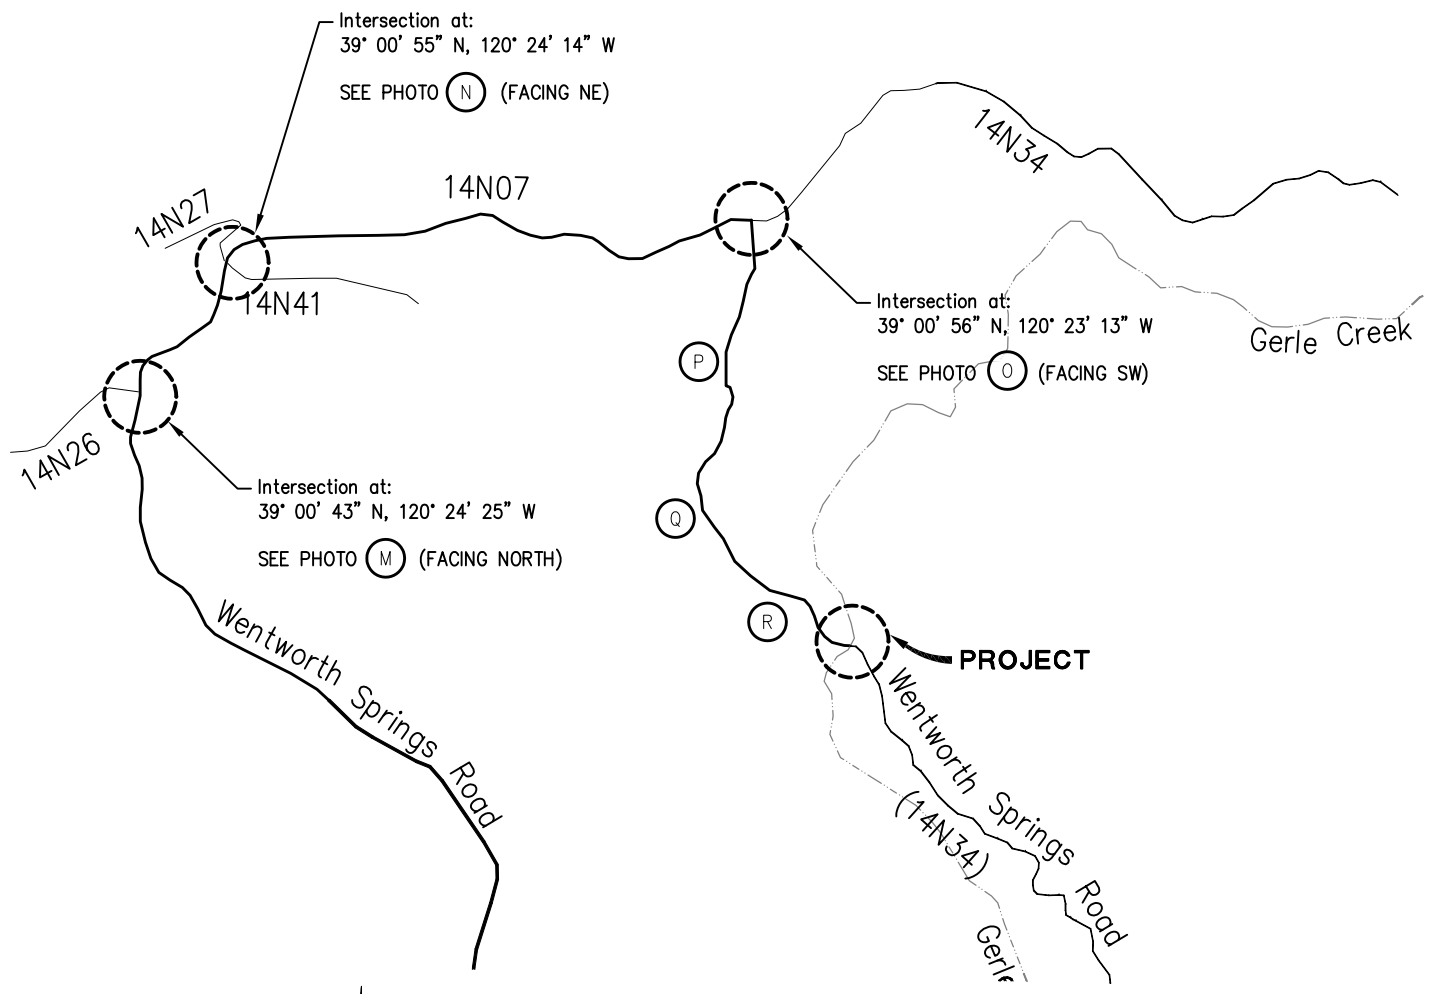 Intersection at:
39° 00' 55" N, 120° 24' 14" W
SEE PHOTO N (FACING NE)
14N34
14N07
14N27
14N41
Intersection at:
39° 00' 56" N, 120° 23' 13" W
SEE PHOTO O (FACING SW)
Gerle Creek
P
14N26
Intersection at:
39° 00' 43" N, 120° 24' 25" W
SEE PHOTO M (FACING NORTH)
Q
R
PROJECT
Wentworth Springs Road
Wentworth Springs Road
(14N34)
Gerle